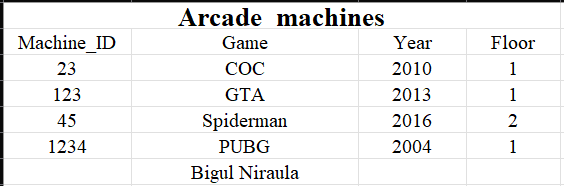 Arcade machines
Machine_ID Game Year Floor
23 COC 2010 1
123 GTA 2013 1
45 Spiderman 2016 2
1234 PUBG 2004 1
Bigul Niraula